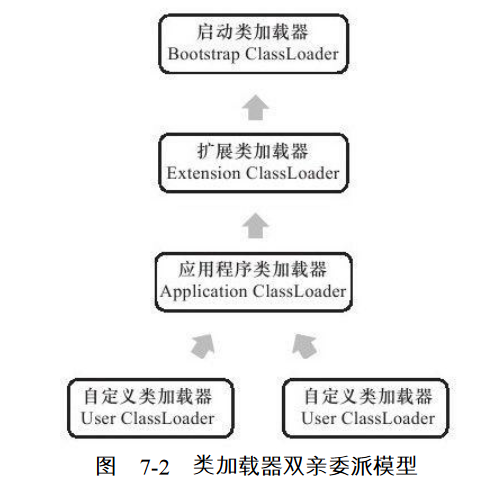 启动类加载器
Bootstrap ClassLoader
扩展类加载器
Extension ClassLoader
应用程序类加载器
Application ClassLoader
自定义类加载器
User ClassLoader
自定义类加载器
User ClassLoader
图 7-2 类加载器双亲委派模型